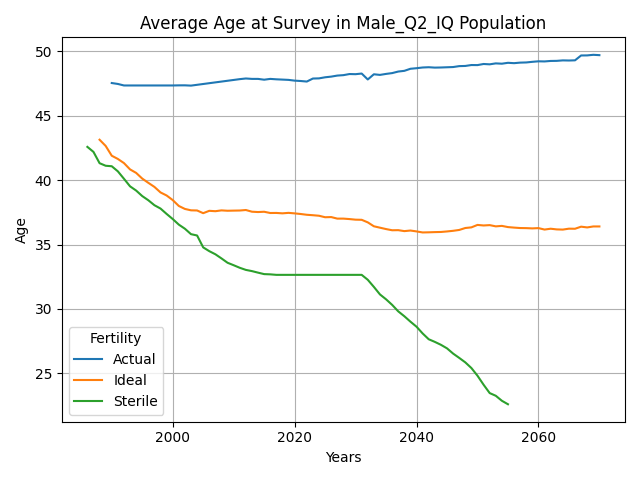 Average Age at Survey in Male_Q2_IQ Population
Age
50
45
40
35
30
25
Fertility
Actual
Ideal
Sterile
2000
2020
2040
2060
Years